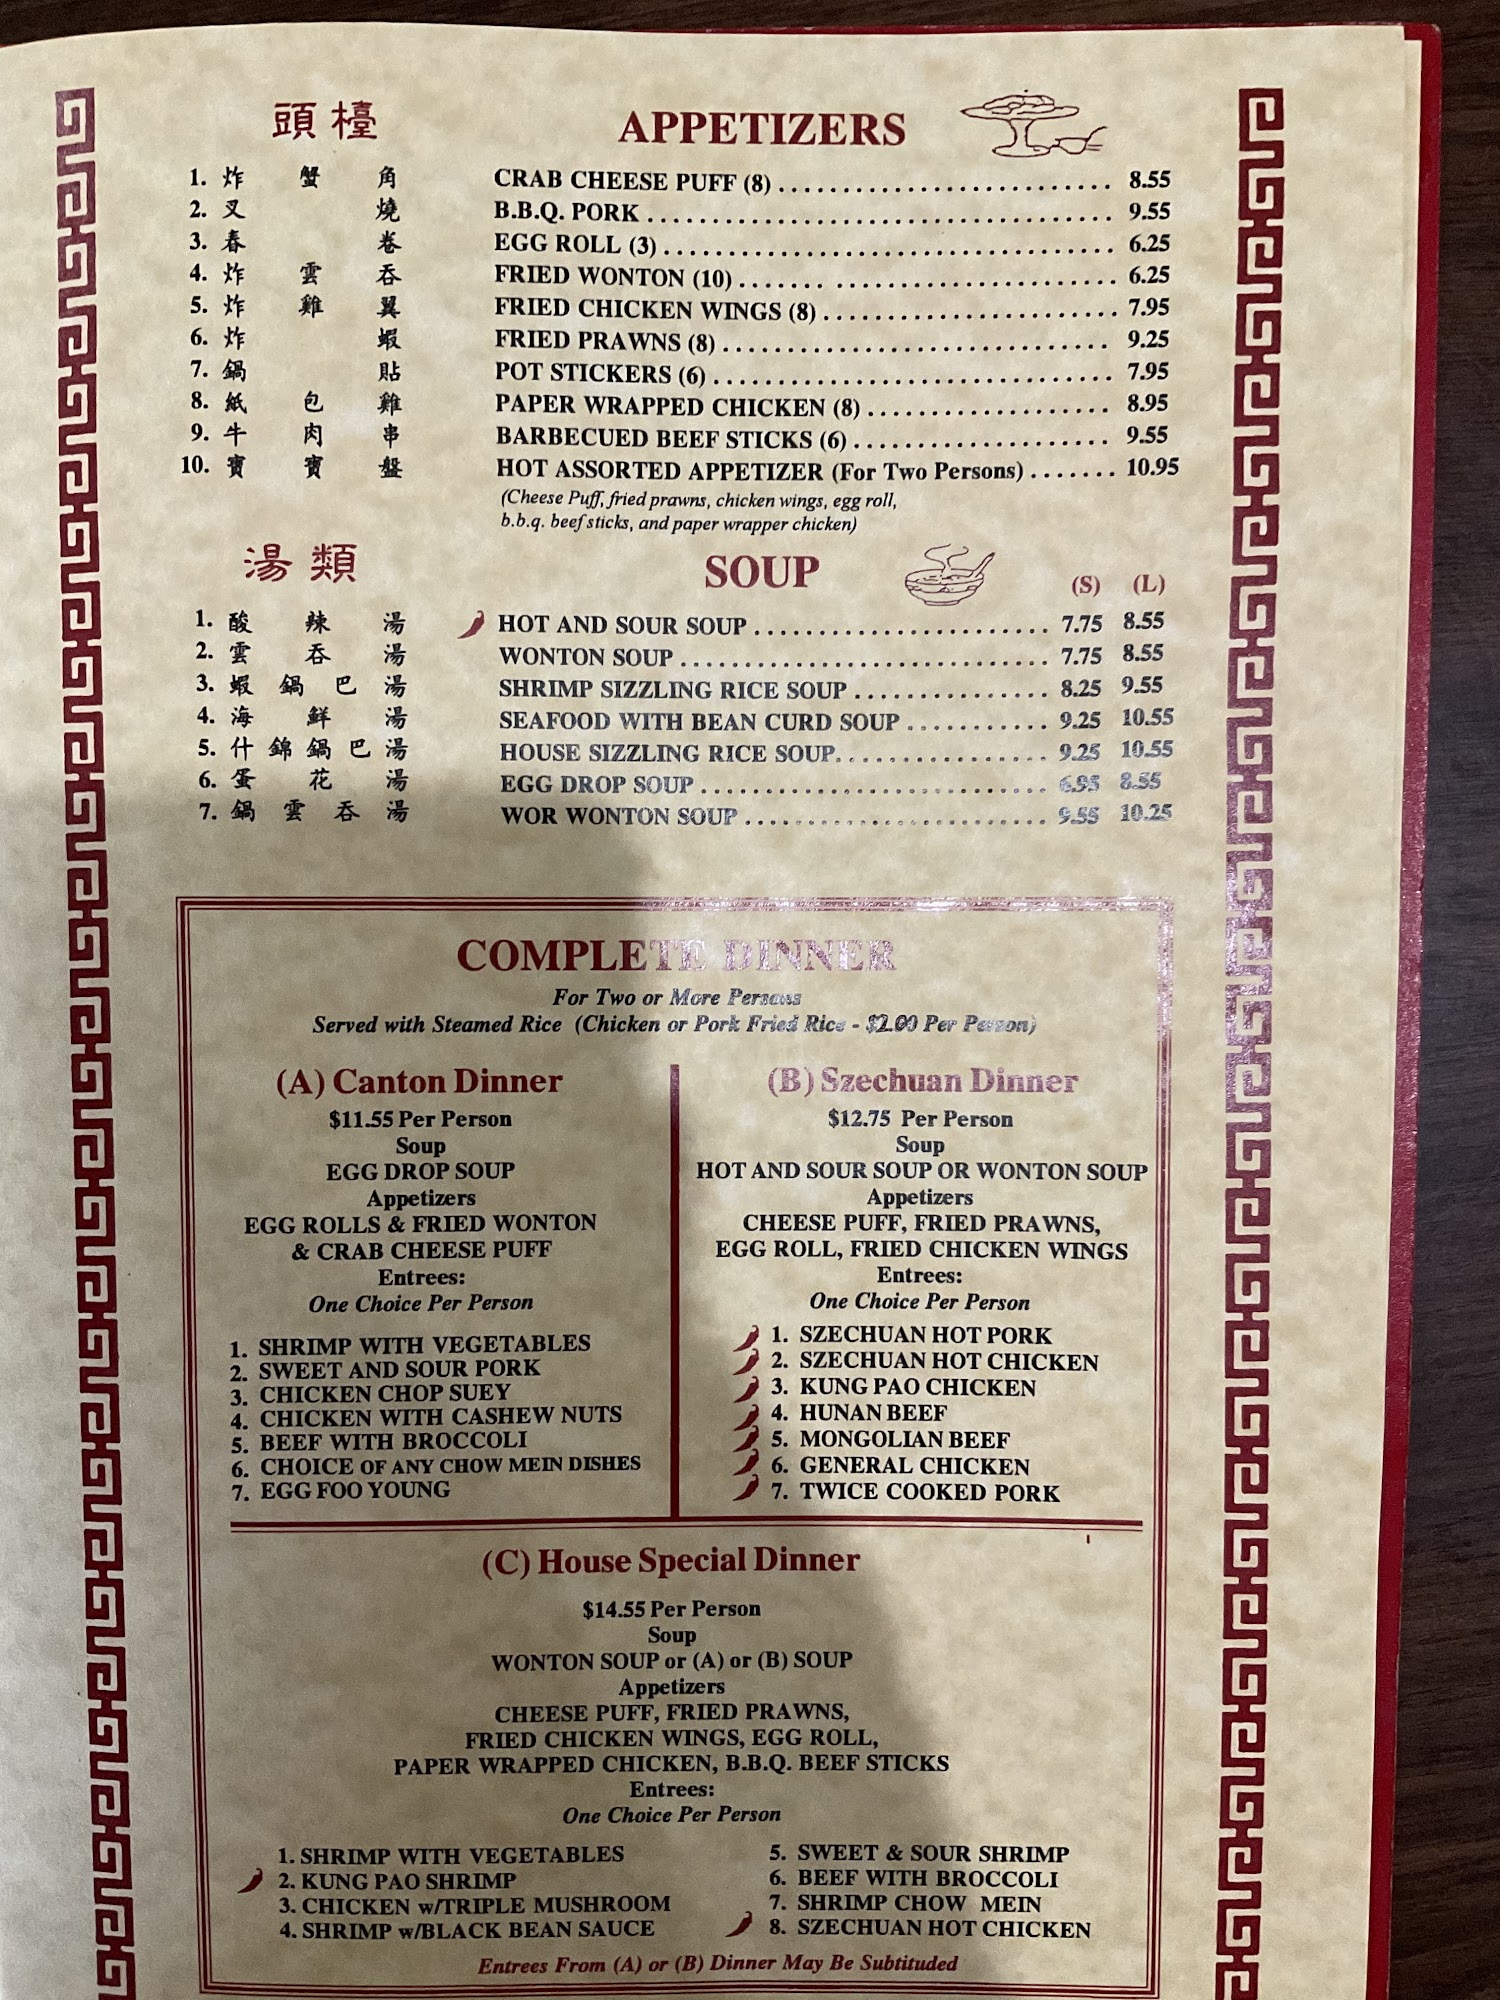 頭檯 APPETIZERS
1. 炸蟹角 CRAB CHEESE PUFF (8) 8.55
2. 叉燒 B.B.Q. PORK 9.55
3. 春卷 EGG ROLL (3) 6.25
4. 炸雲吞 FRIED WONTON (10) 6.25
5. 炸雞翼 FRIED CHICKEN WINGS (8) 7.95
6. 炸蝦 FRIED PRAWNS (8) 9.25
7. 鍋貼 POT STICKERS (6) 7.95
8. 紙包雞 PAPER WRAPPED CHICKEN (8) 8.95
9. 牛肉串 BARBECUED BEEF STICKS (6) 9.55
10. 寶寶盤 HOT ASSORTED APPETIZER (For Two Persons) 10.95
(Cheese Puff, fried prawns, chicken wings, egg roll,
b.b.q. beef sticks, and paper wrapper chicken)
湯類 SOUP (S) (L)
1. 酸辣湯 HOT AND SOUR SOUP 7.75 8.55
2. 雲吞湯 WONTON SOUP 7.75 8.55
3. 蝦鍋巴湯 SHRIMP SIZZLING RICE SOUP 8.25 9.55
4. 海鮮湯 SEAFOOD WITH BEAN CURD SOUP 9.25 10.55
5. 什錦鍋巴湯 HOUSE SIZZLING RICE SOUP 9.25 10.55
6. 蛋花湯 EGG DROP SOUP 6.95 8.55
7. 鍋雲吞湯 WOR WONTON SOUP 9.55 10.25
COMPLETE DINNER
For Two or More Persons
Served with Steamed Rice (Chicken or Pork Fried Rice - $2.00 Per Person)
(A) Canton Dinner
$11.55 Per Person
Soup
EGG DROP SOUP
Appetizers
EGG ROLLS & FRIED WONTON
& CRAB CHEESE PUFF
Entrees:
One Choice Per Person
1. SHRIMP WITH VEGETABLES
2. SWEET AND SOUR PORK
3. CHICKEN CHOP SUEY
4. CHICKEN WITH CASHEW NUTS
5. BEEF WITH BROCCOLI
6. CHOICE OF ANY CHOW MEIN DISHES
7. EGG FOO YOUNG
(B) Szechuan Dinner
$12.75 Per Person
Soup
HOT AND SOUR SOUP OR WONTON SOUP
Appetizers
CHEESE PUFF, FRIED PRAWNS,
EGG ROLL, FRIED CHICKEN WINGS
Entrees:
One Choice Per Person
1. SZECHUAN HOT PORK
2. SZECHUAN HOT CHICKEN
3. KUNG PAO CHICKEN
4. HUNAN BEEF
5. MONGOLIAN BEEF
6. GENERAL CHICKEN
7. TWICE COOKED PORK
(C) House Special Dinner
$14.55 Per Person
Soup
WONTON SOUP or (A) or (B) SOUP
Appetizers
CHEESE PUFF, FRIED PRAWNS,
FRIED CHICKEN WINGS, EGG ROLL,
PAPER WRAPPED CHICKEN, B.B.Q. BEEF STICKS
Entrees:
One Choice Per Person
1. SHRIMP WITH VEGETABLES
2. KUNG PAO SHRIMP
3. CHICKEN w/TRIPLE MUSHROOM
4. SHRIMP w/BLACK BEAN SAUCE
5. SWEET & SOUR SHRIMP
6. BEEF WITH BROCCOLI
7. SHRIMP CHOW MEIN
8. SZECHUAN HOT CHICKEN
Entrees From (A) or (B) Dinner May Be Subtituded